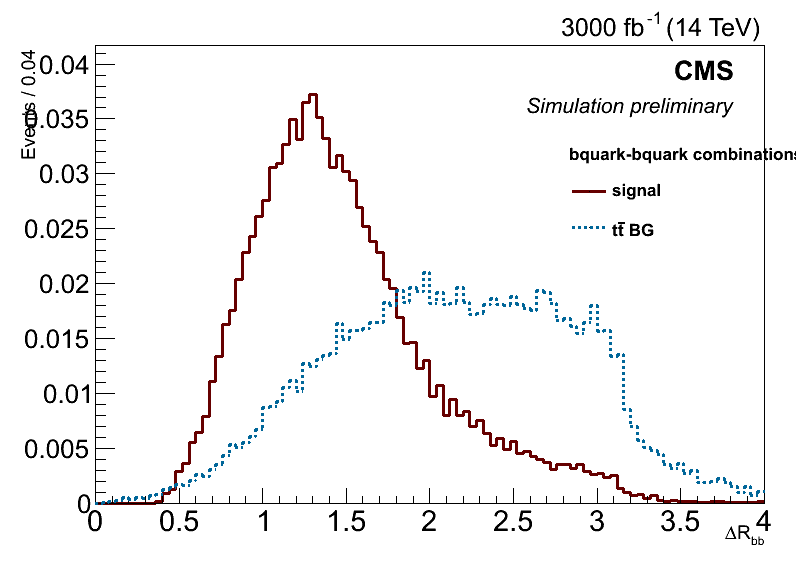 3000 fb-1 (14 TeV)
CMS
Simulation preliminary
bquark-bquark combinations
signal
tt̄ BG
Events / 0.04
0.04
0.035
0.03
0.025
0.02
0.015
0.01
0.005
0
0 0.5 1 1.5 2 2.5 3 3.5 4
ΔRbb